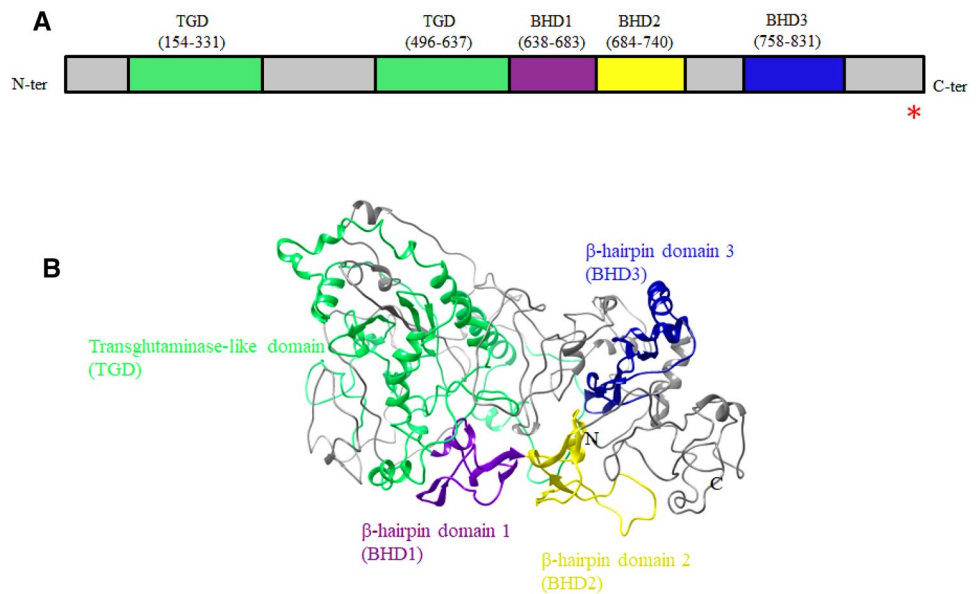 A
TGD
(154-331)
TGD
(496-637)
BHD1
(638-683)
BHD2
(684-740)
BHD3
(758-831)
N-ter
C-ter
*
B
β-hairpin domain 3
(BHD3)
Transglutaminase-like domain
(TGD)
N
C
β-hairpin domain 1
(BHD1)
β-hairpin domain 2
(BHD2)